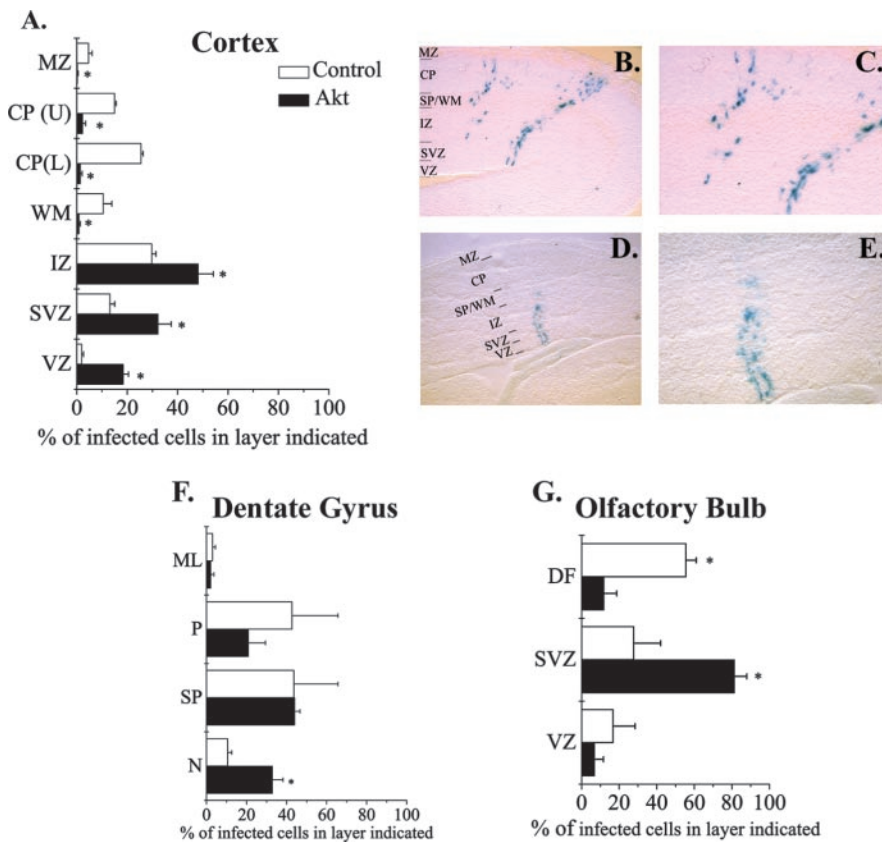 A.
Cortex
Control
Akt
MZ
*
CP (U)
*
CP(L)
*
WM
*
IZ
*
SVZ
*
VZ
*
0 20 40 60 80 100
% of infected cells in layer indicated
B.
MZ
CP
SP/WM
IZ
SVZ
VZ
C.
D.
MZ
CP
SP/WM
IZ
SVZ
VZ
E.
F.
Dentate Gyrus
ML
P
SP
N
*
0 20 40 60 80 100
% of infected cells in layer indicated
G.
Olfactory Bulb
DF
*
SVZ
*
VZ
0 20 40 60 80 100
% of infected cells in layer indicated